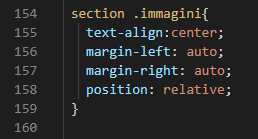 154 section .immagini{
155 text-align:center;
156 margin-left: auto;
157 margin-right: auto;
158 position: relative;
159 }
160